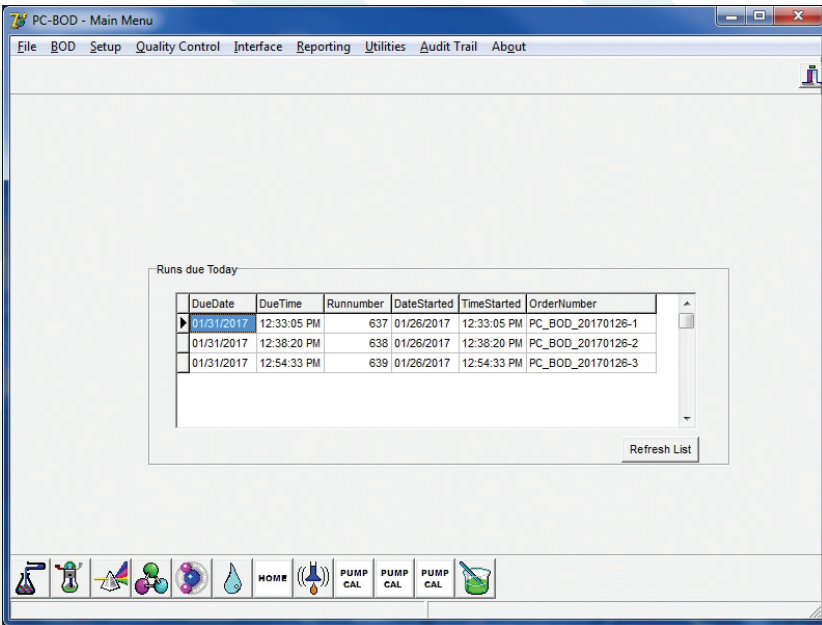 PC-BOD - Main Menu
File BOD Setup Quality Control Interface Reporting Utilities Audit Trail About
Runs due Today
DueDate DueTime Runnumber DateStarted TimeStarted OrderNumber
01/31/2017 12:33:05 PM 637 01/26/2017 12:33:05 PM PC_BOD_20170126-1
01/31/2017 12:38:20 PM 638 01/26/2017 12:38:20 PM PC_BOD_20170126-2
01/31/2017 12:54:33 PM 639 01/26/2017 12:54:33 PM PC_BOD_20170126-3
Refresh List
HOME PUMP CAL PUMP CAL PUMP CAL